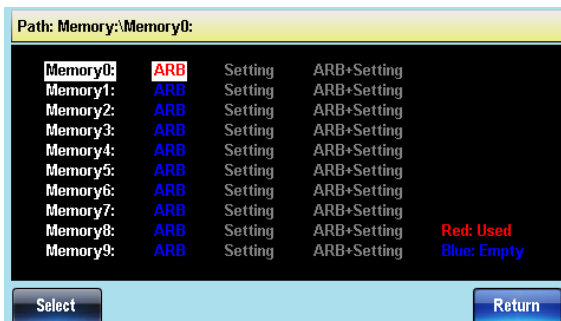 Path: Memory:\Memory0:
Memory0: ARB Setting ARB+Setting
Memory1: ARB Setting ARB+Setting
Memory2: ARB Setting ARB+Setting
Memory3: ARB Setting ARB+Setting
Memory4: ARB Setting ARB+Setting
Memory5: ARB Setting ARB+Setting
Memory6: ARB Setting ARB+Setting
Memory7: ARB Setting ARB+Setting
Memory8: ARB Setting ARB+Setting Red: Used
Memory9: ARB Setting ARB+Setting Blue: Empty
Select Return